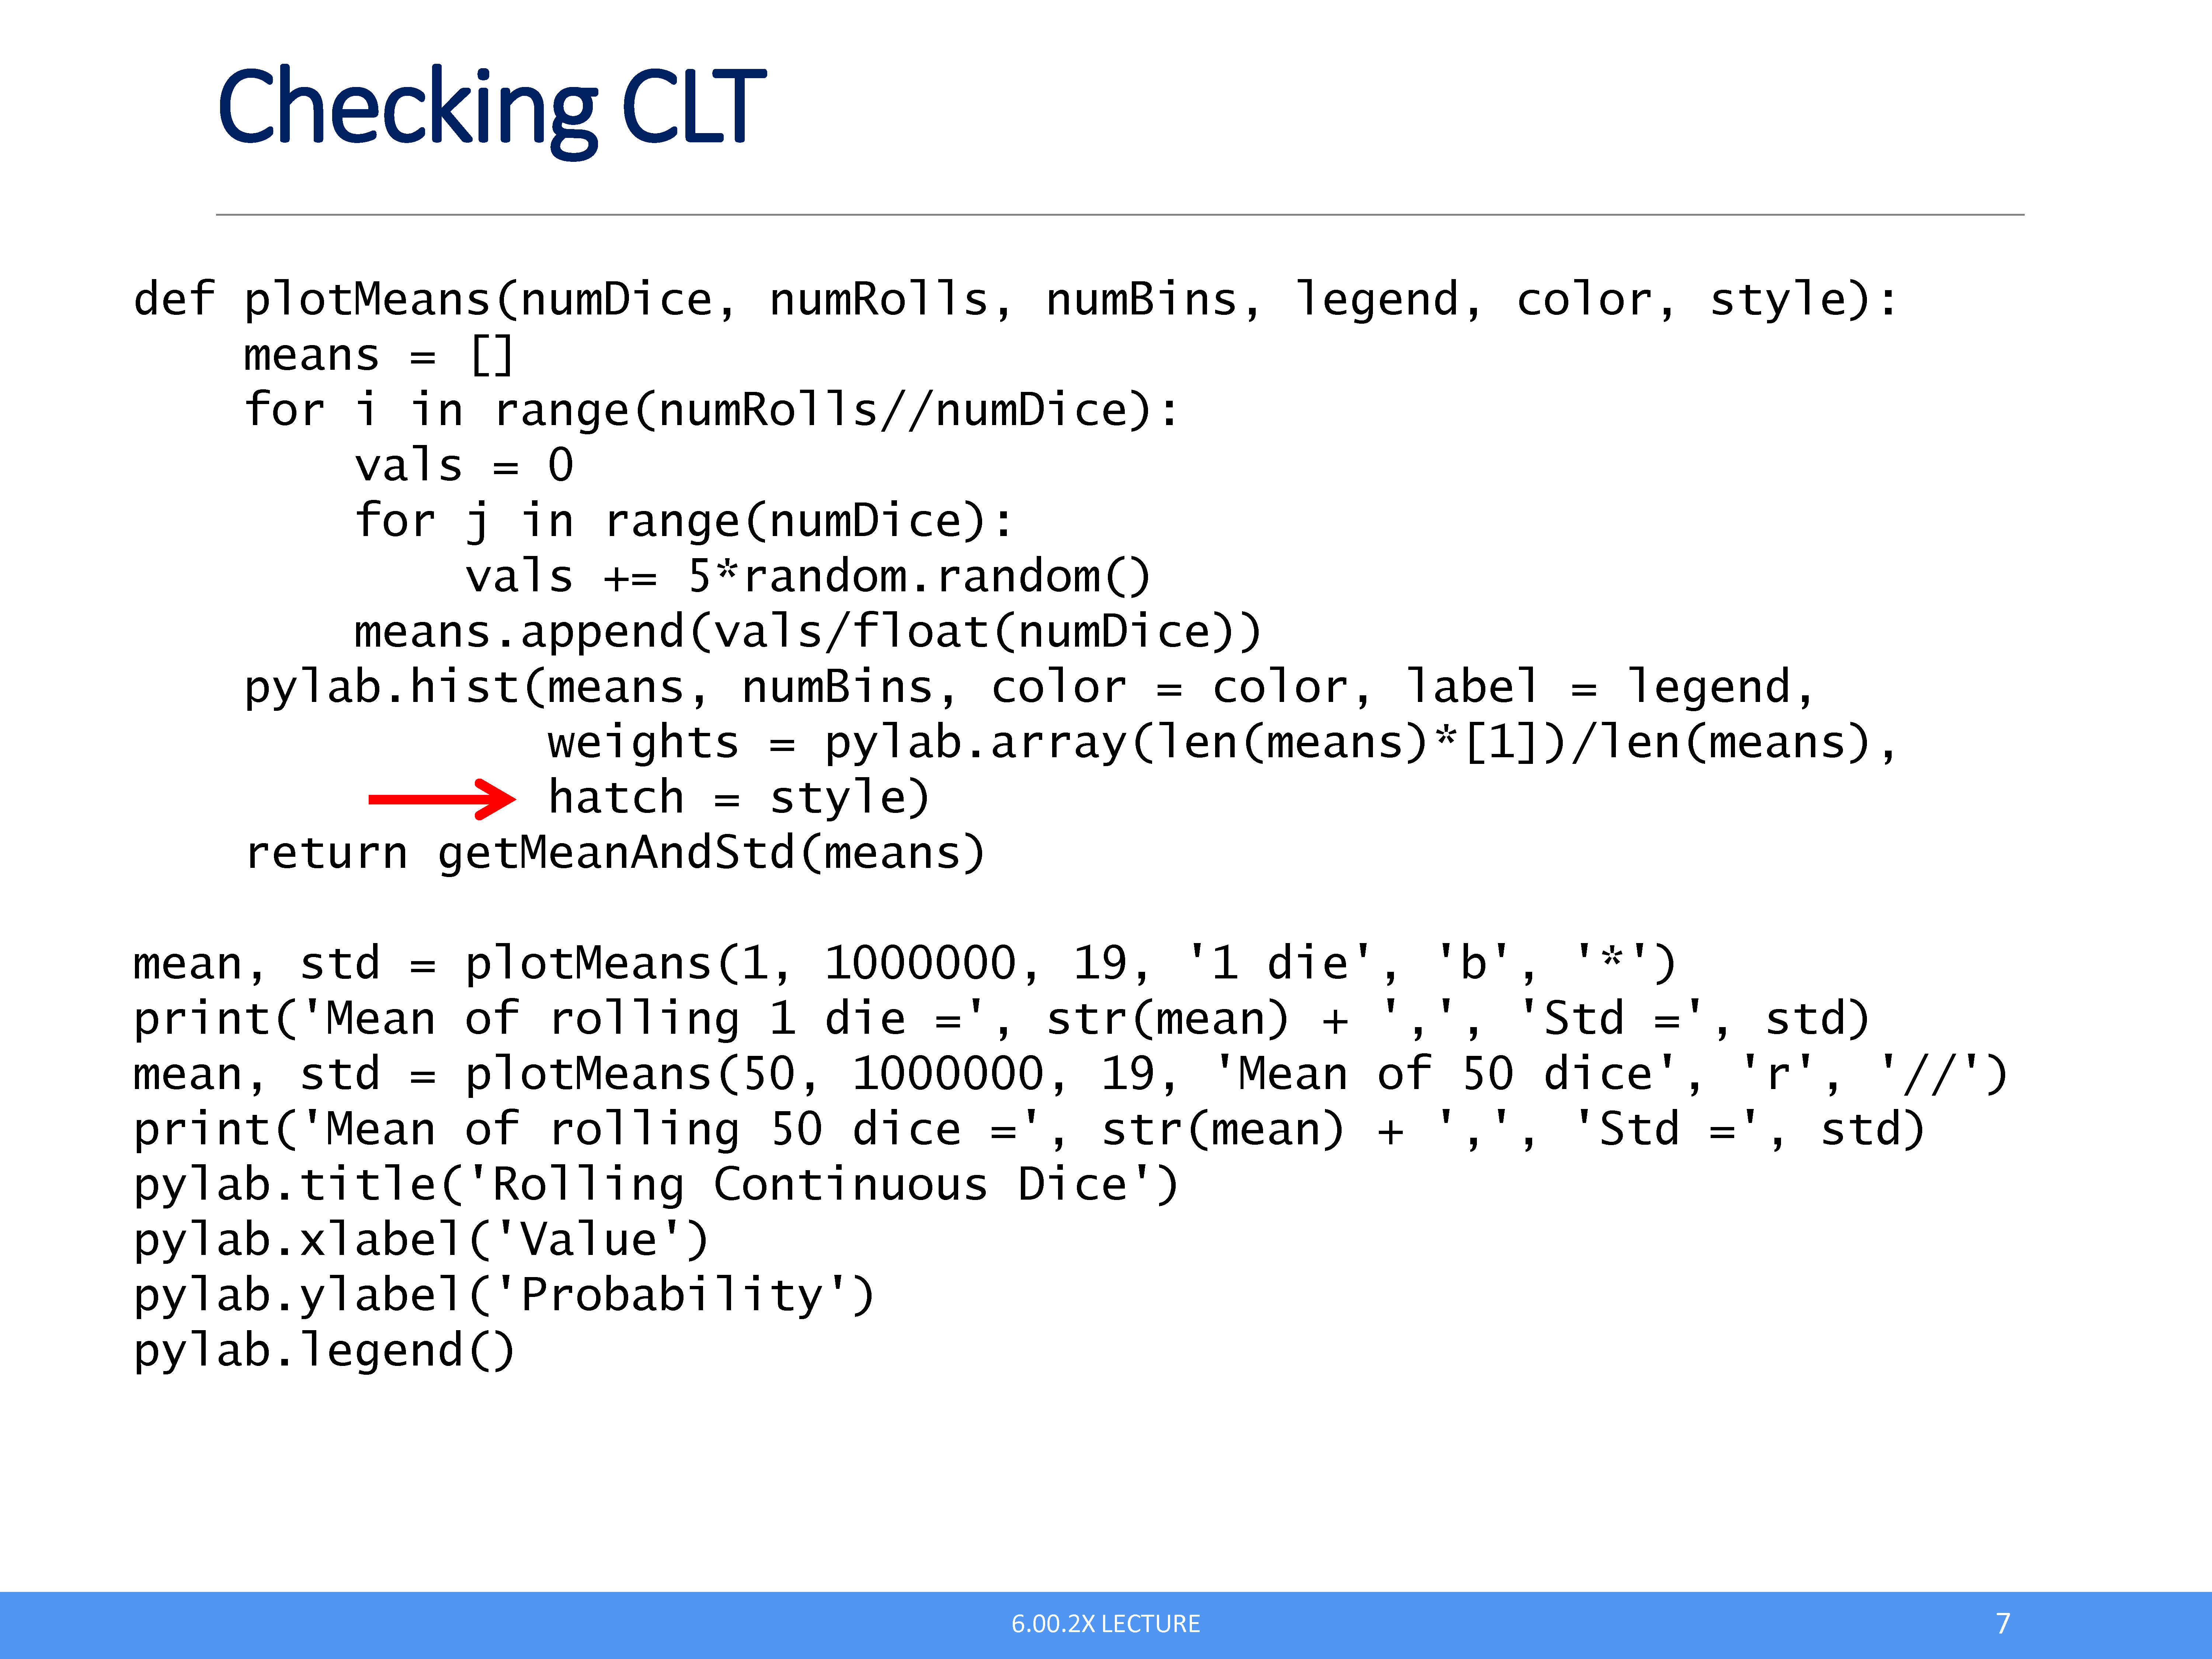 Checking CLT
def plotMeans(numDice, numRolls, numBins, legend, color, style):
    means = []
    for i in range(numRolls//numDice):
        vals = 0
        for j in range(numDice):
            vals += 5*random.random()
        means.append(vals/float(numDice))
    pylab.hist(means, numBins, color = color, label = legend,
               weights = pylab.array(len(means)*[1])/len(means),
               hatch = style)
    return getMeanAndStd(means)

mean, std = plotMeans(1, 1000000, 19, '1 die', 'b', '*')
print('Mean of rolling 1 die =', str(mean) + ',', 'Std =', std)
mean, std = plotMeans(50, 1000000, 19, 'Mean of 50 dice', 'r', '//')
print('Mean of rolling 50 dice =', str(mean) + ',', 'Std =', std)
pylab.title('Rolling Continuous Dice')
pylab.xlabel('Value')
pylab.ylabel('Probability')
pylab.legend()
6.00.2X LECTURE
7